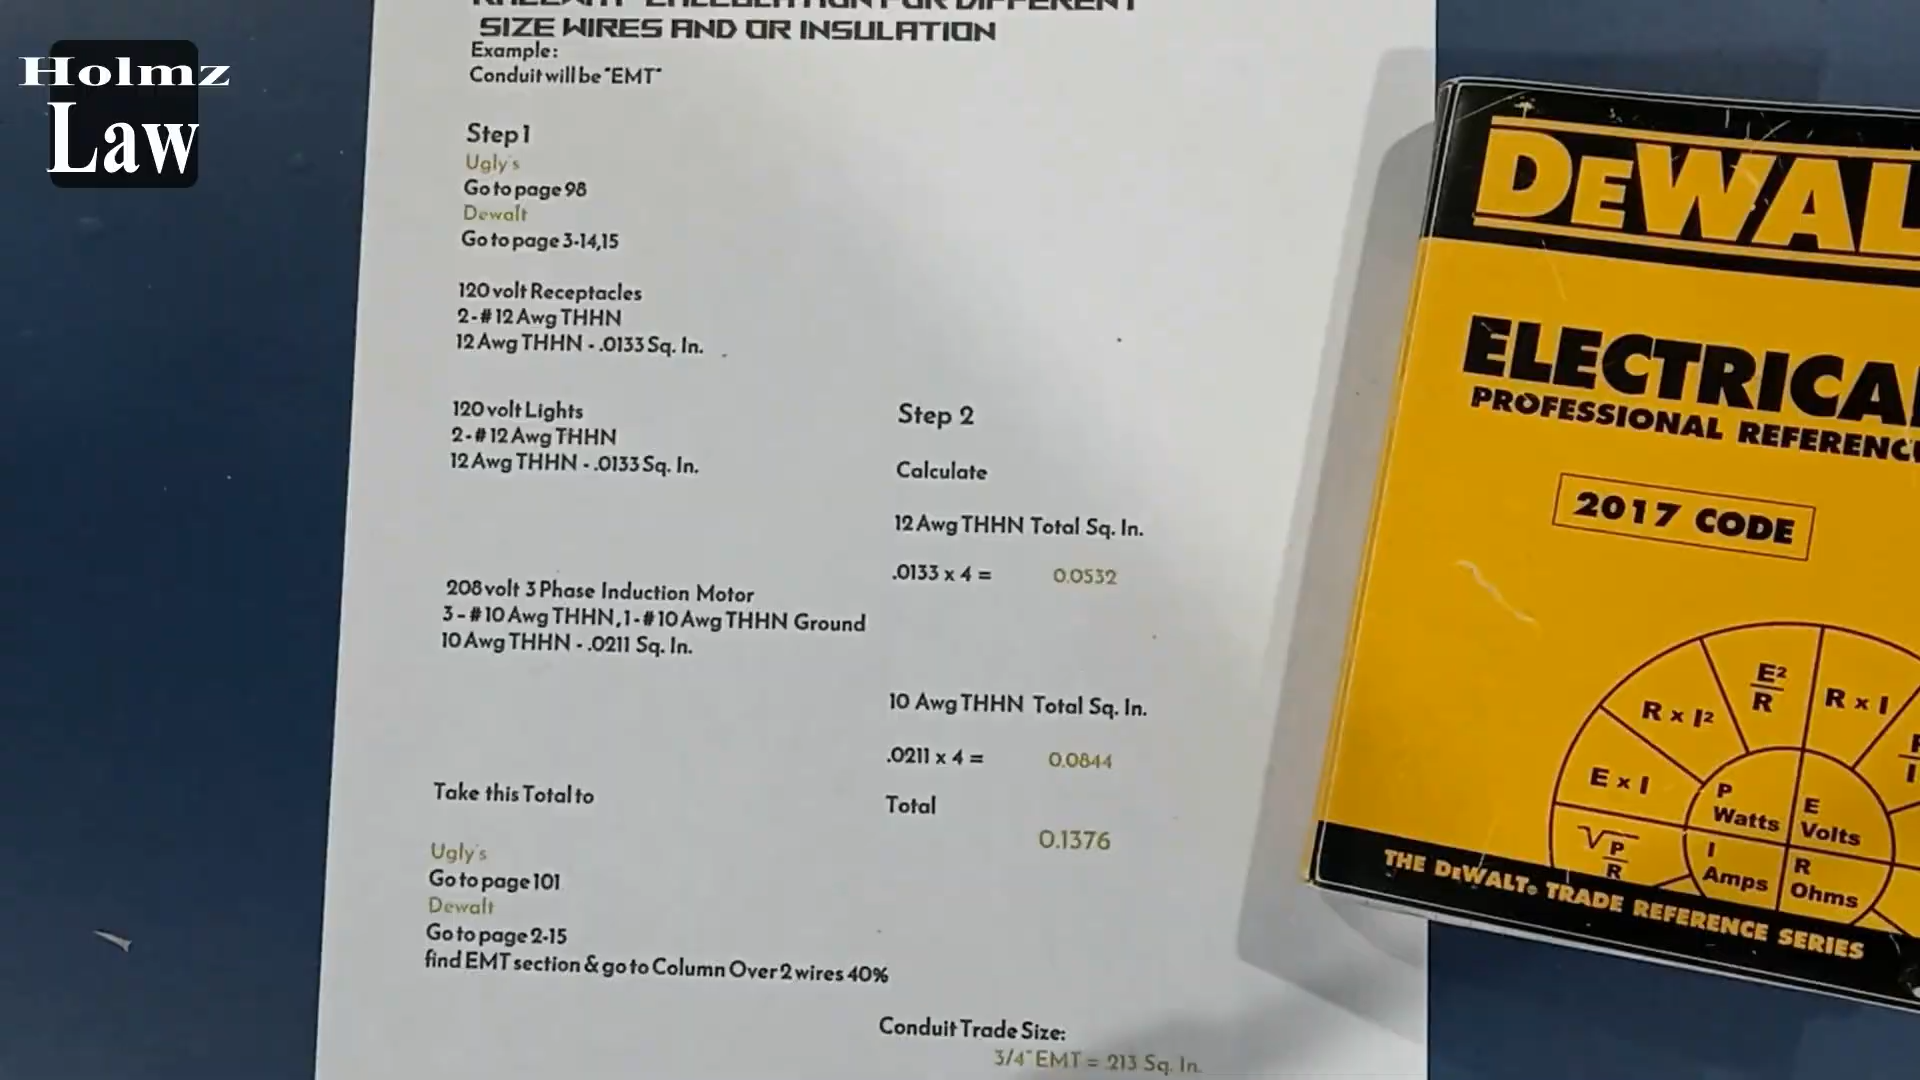 Holmz
Law
RACEWAY CALCULATION FOR DIFFERENT
SIZE WIRES AND OR INSULATION
Example:
Conduit will be "EMT"
Step 1
Ugly's
Go to page 98
Dewalt
Go to page 3-14,15
120 volt Receptacles
2-#12 Awg THHN
12 Awg THHN - .0133 Sq. In.
120 volt Lights
2-#12 Awg THHN
12 Awg THHN - .0133 Sq. In.
208 volt 3 Phase Induction Motor
3-#10 Awg THHN, 1-#10 Awg THHN Ground
10 Awg THHN - .0211 Sq. In.
Take this Total to
Ugly's
Go to page 101
Dewalt
Go to page 2-15
find EMT section & go to Column Over 2 wires 40%
Step 2
Calculate
12 Awg THHN Total Sq. In.
.0133 x 4 = 0.0532
10 Awg THHN Total Sq. In.
.0211 x 4 = 0.0844
Total
0.1376
Conduit Trade Size:
3/4" EMT = .213 Sq. In.
DEWAL
ELECTRICAL
PROFESSIONAL REFERENC
2017 CODE
E²
R
R x I
R x I²
E x I
√P
R
P
I
P
Watts
E
Volts
I
Amps
R
Ohms
THE DEWALT® TRADE REFERENCE SERIES